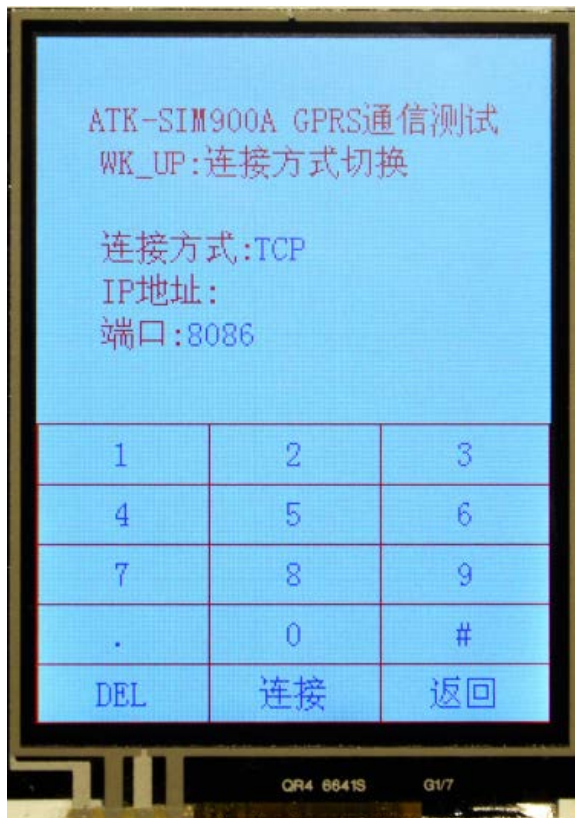 ATK-SIM900A GPRS通信测试
WK_UP:连接方式切换
连接方式:TCP
IP地址:
端口:8086
1 2 3
4 5 6
7 8 9
. 0 #
DEL 连接 返回
QR4 6641S G1/7